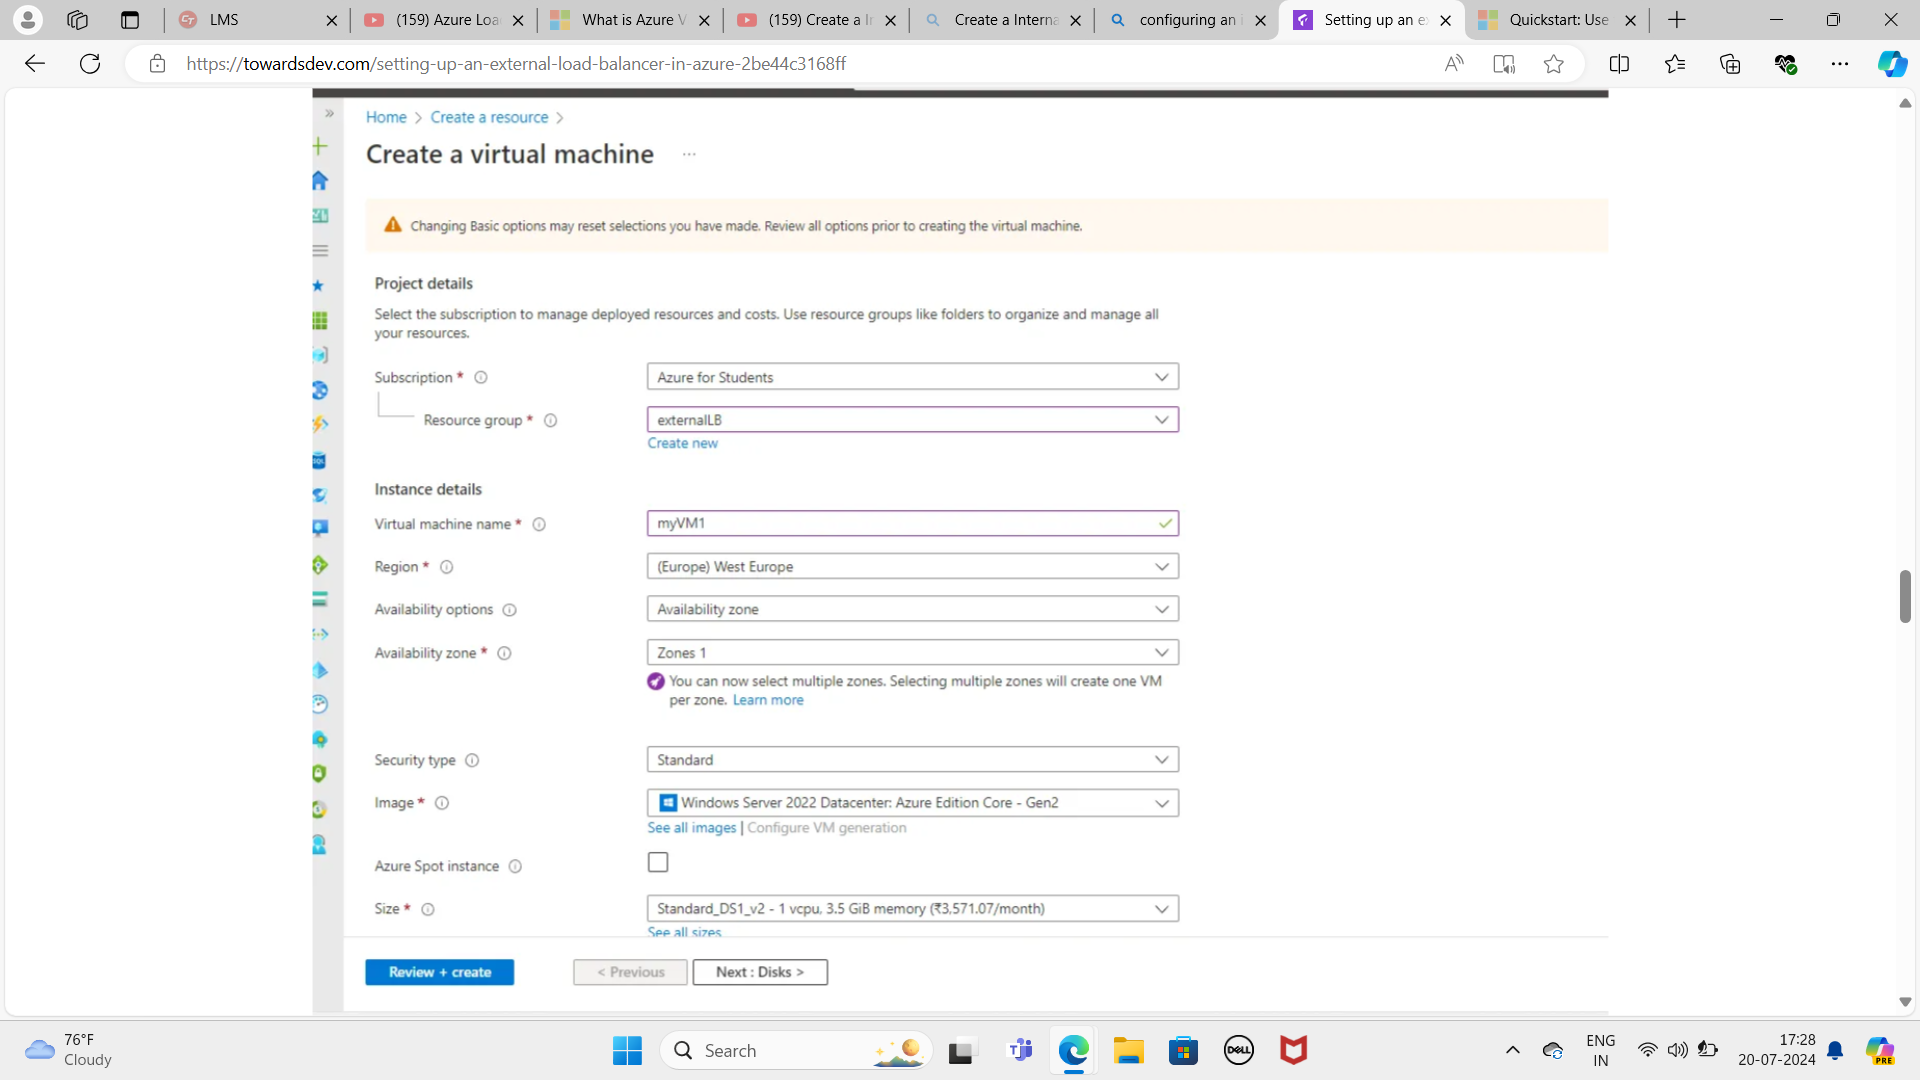 LMS
(159) Azure Loa
What is Azure V
(159) Create a In
Create a Interna
configuring an i
Setting up an ex
Quickstart: Use
https://towardsdev.com/setting-up-an-external-load-balancer-in-azure-2be44c3168ff
Home > Create a resource >
Create a virtual machine ...
Changing Basic options may reset selections you have made. Review all options prior to creating the virtual machine.
Project details
Select the subscription to manage deployed resources and costs. Use resource groups like folders to organize and manage all
your resources.
Subscription *
Azure for Students
Resource group *
externalLB
Create new
Instance details
Virtual machine name *
myVM1
Region *
(Europe) West Europe
Availability options
Availability zone
Availability zone *
Zones 1
You can now select multiple zones. Selecting multiple zones will create one VM
per zone. Learn more
Security type
Standard
Image *
Windows Server 2022 Datacenter: Azure Edition Core - Gen2
See all images | Configure VM generation
Azure Spot instance
Size *
Standard_DS1_v2 - 1 vcpu, 3.5 GiB memory (₹3,571.07/month)
See all sizes
Review + create
< Previous
Next : Disks >
76°F
Cloudy
Search
DELL
ENG
IN
17:28
20-07-2024
PRE